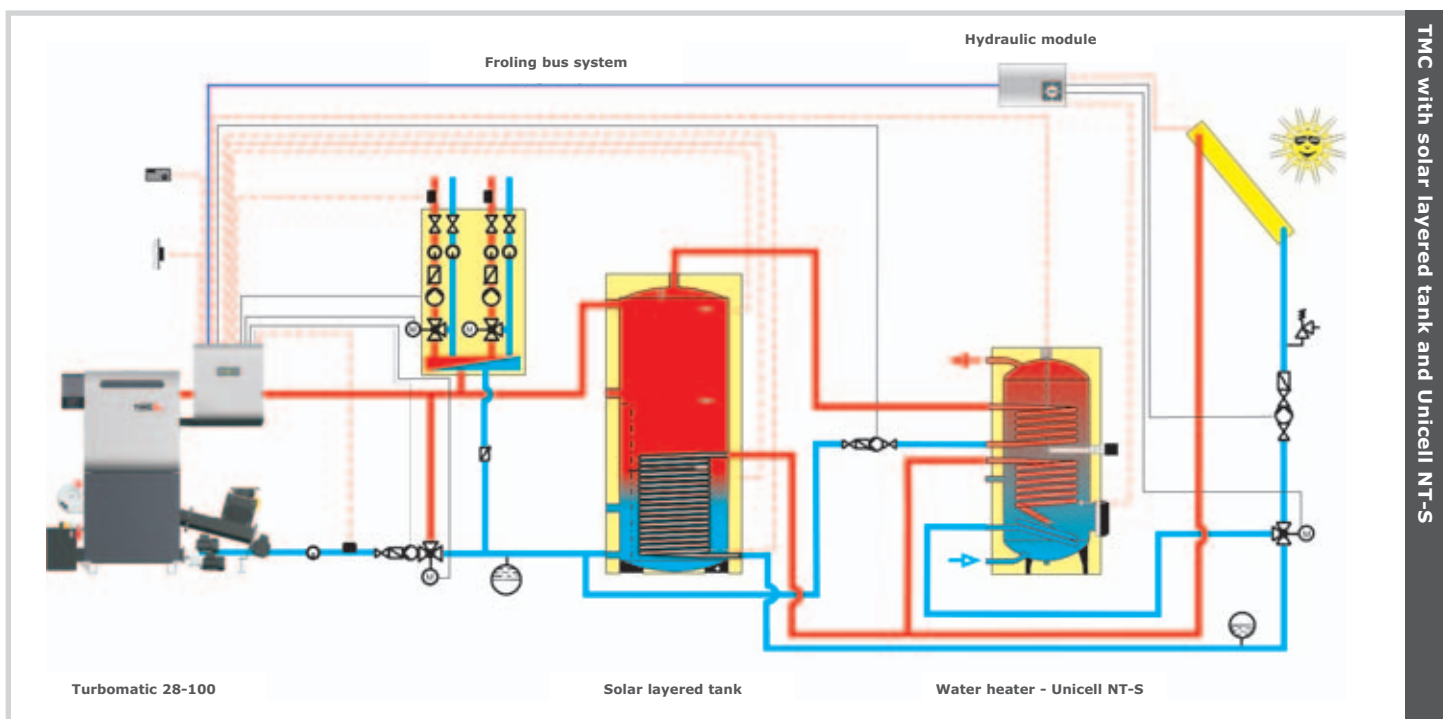 Hydraulic module
Froling bus system
TMC with solar layered tank and Unicell NT-S
M
M
M
M
Turbomatic 28-100
Solar layered tank
Water heater - Unicell NT-S